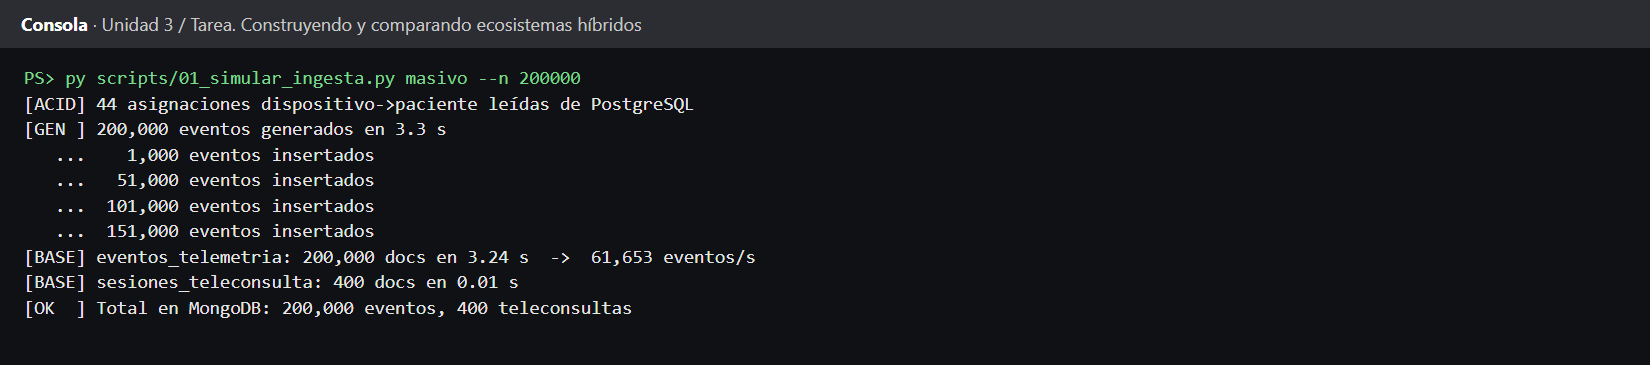 Consola · Unidad 3 / Tarea. Construyendo y comparando ecosistemas híbridos
PS> py scripts/01_simular_ingesta.py masivo --n 200000
[ACID] 44 asignaciones dispositivo->paciente leídas de PostgreSQL
[GEN ] 200,000 eventos generados en 3.3 s
   ...    1,000 eventos insertados
   ...   51,000 eventos insertados
   ...  101,000 eventos insertados
   ...  151,000 eventos insertados
[BASE] eventos_telemetria: 200,000 docs en 3.24 s  ->  61,653 eventos/s
[BASE] sesiones_teleconsulta: 400 docs en 0.01 s
[OK  ] Total en MongoDB: 200,000 eventos, 400 teleconsultas